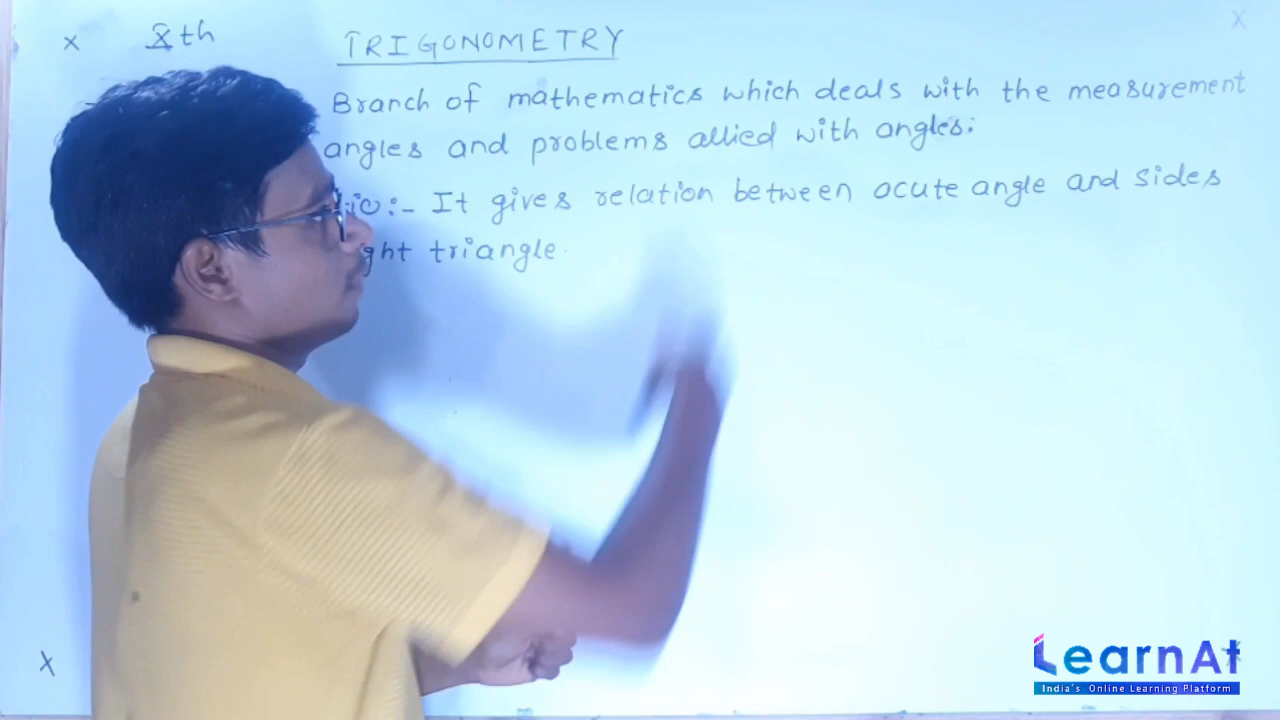 Xth
TRIGONOMETRY
Branch of mathematics which deals with the measurement
angles and problems allied with angles.
:- It gives relation between acute angle and sides
triangle.
LearnAt
India's Online Learning Platform